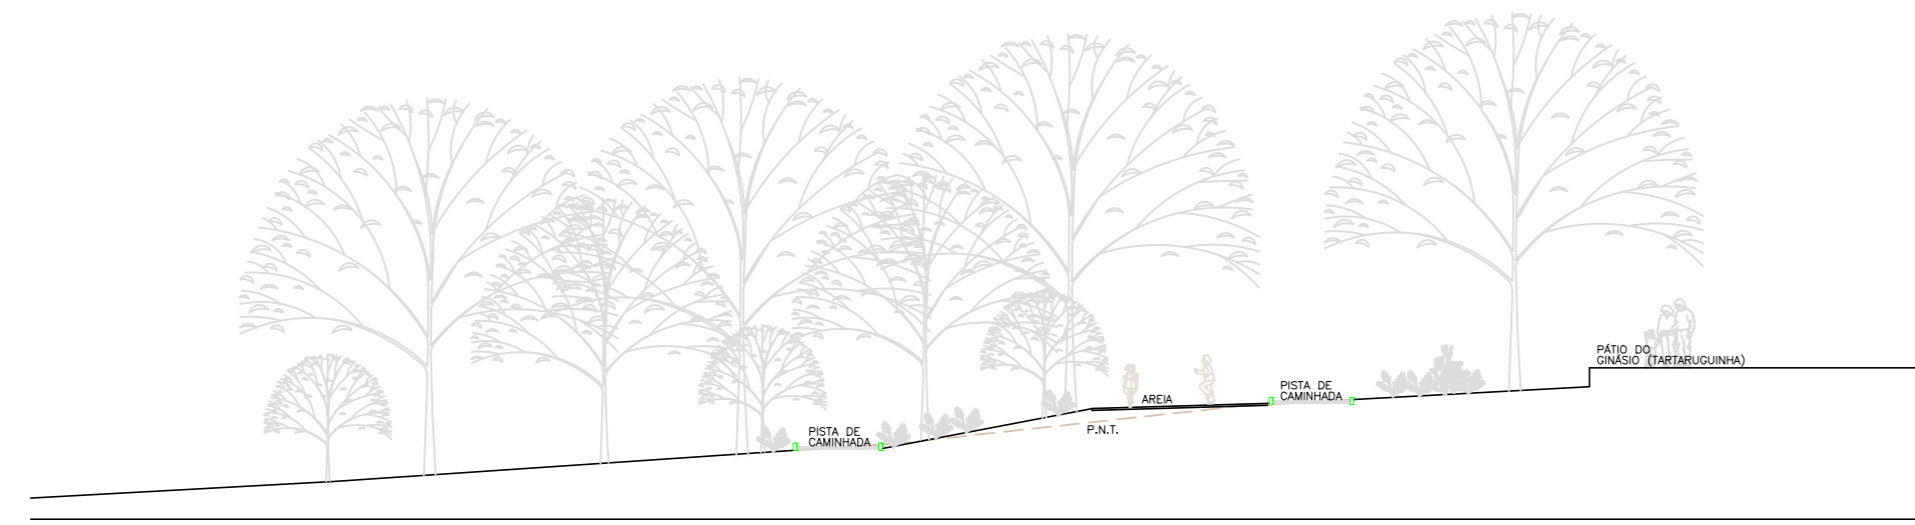 PISTA DE
CAMINHADA
P.N.T.
AREIA
PISTA DE
CAMINHADA
PÁTIO DO
GINÁSIO (TARTARUGUINHA)